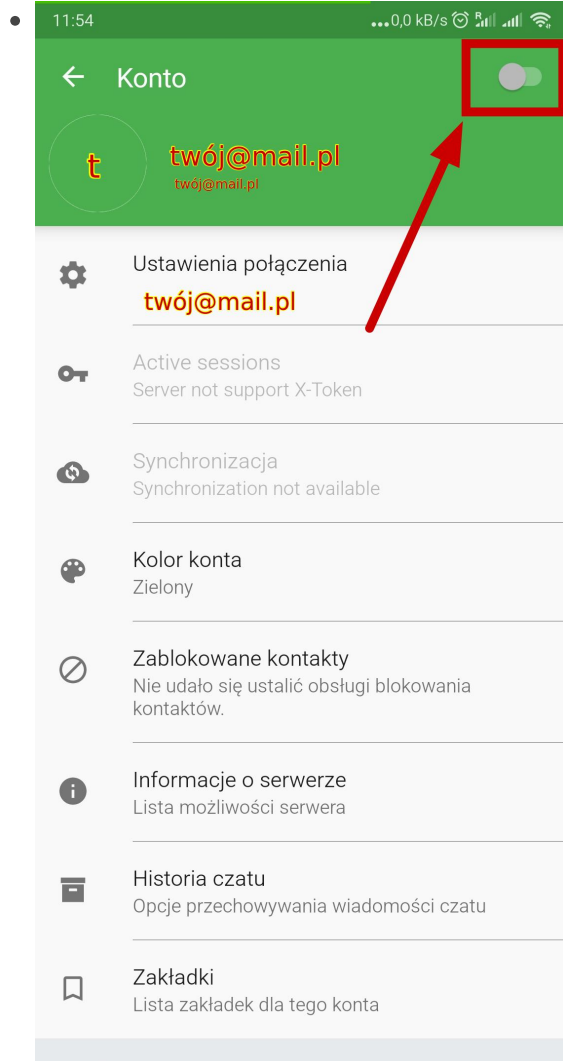 11:54
...0,0 kB/s R
Konto
t
twój@mail.pl
twój@mail.pl
Ustawienia połączenia
twój@mail.pl
Active sessions
Server not support X-Token
Synchronizacja
Synchronization not available
Kolor konta
Zielony
Zablokowane kontakty
Nie udało się ustalić obsługi blokowania
kontaktów.
Informacje o serwerze
Lista możliwości serwera
Historia czatu
Opcje przechowywania wiadomości czatu
Zakładki
Lista zakładek dla tego konta